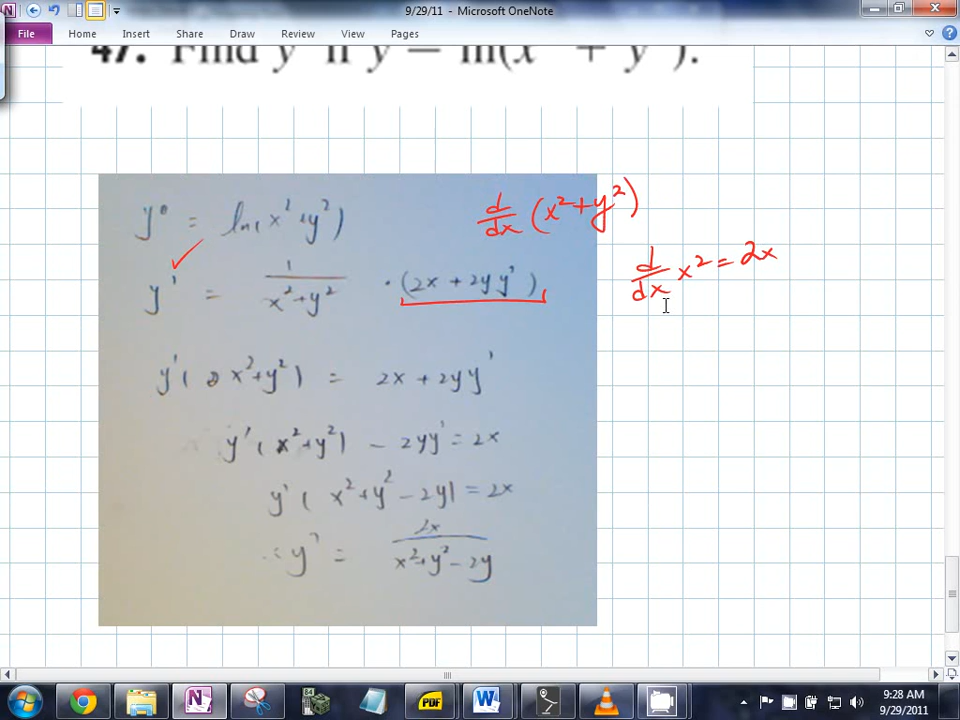 9/29/11 - Microsoft OneNote
File Home Insert Share Draw Review View Pages
47. Find y' if y = ln(x² + y²).
y = ln(x²+y²)
d/dx (x²+y²)
y' = 1/(x²+y²) · (2x + 2yy')
d/dx x² = 2x
y'(x²+y²) = 2x + 2yy'
y'(x²+y²) - 2yy' = 2x
y'(x²+y²-2y) = 2x
y' = 2x/(x²+y²-2y)
PDF
9:28 AM
9/29/2011